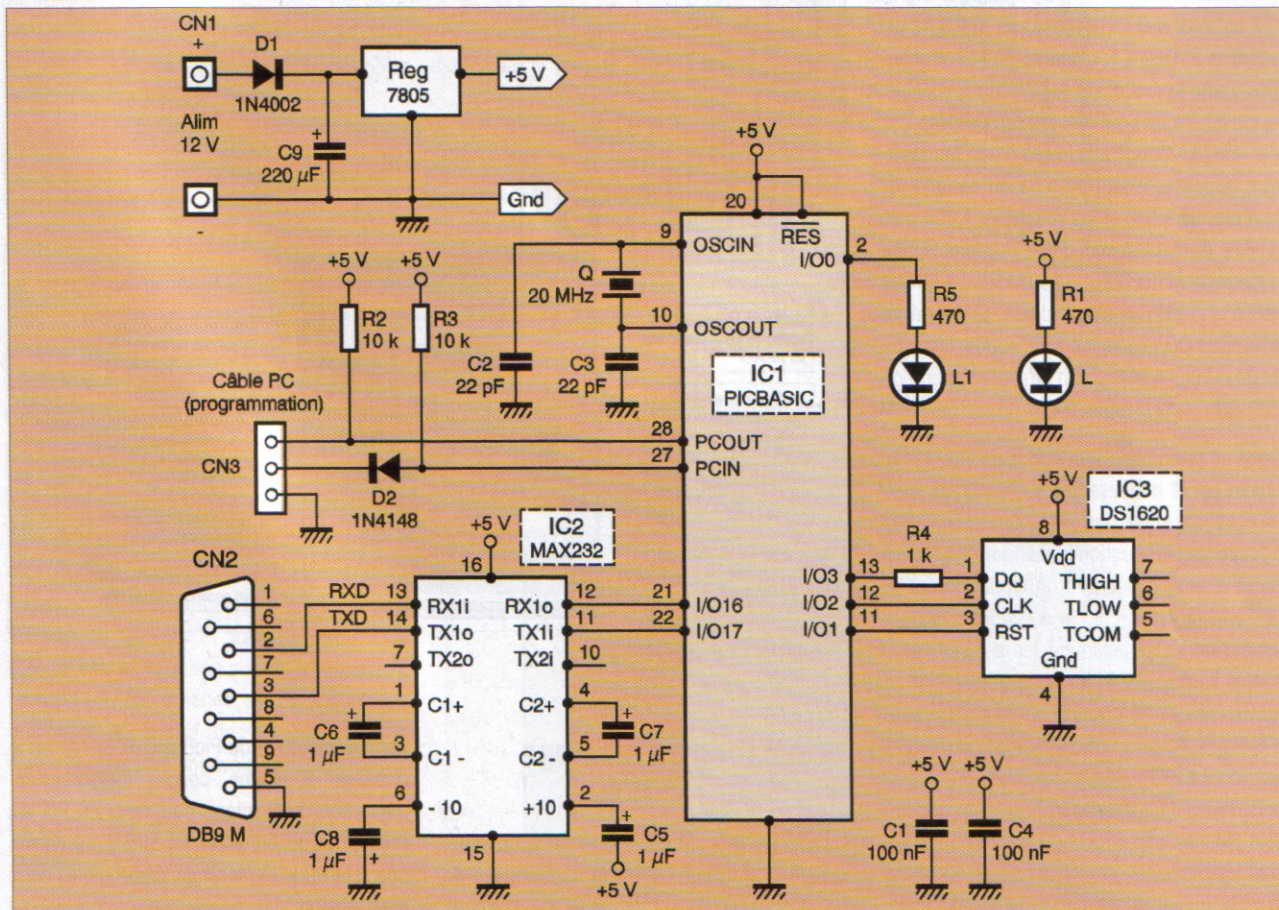 CN1
+
D1
1N4002
Reg
7805
+5 V
Alim
12 V
+
C9
220 µF
Gnd
-
+5 V
R2
10 k
+5 V
R3
10 k
Câble PC
(programmation)
CN3
D2
1N4148
C2
22 pF
Q
20 MHz
C3
22 pF
+5 V
20
RES
9
OSCIN
10
OSCOUT
I/O0
2
IC1
PICBASIC
28
PCOUT
27
PCIN
R5
470
L1
+5 V
R1
470
L
21
I/O16
22
I/O17
I/O3
13
I/O2
12
I/O1
11
R4
1 k
+5 V
IC3
DS1620
8
Vdd
1
DQ
2
CLK
3
RST
THIGH
7
TLOW
6
TCOM
5
Gnd
4
CN2
1
6
2
7
3
8
4
9
5
DB9 M
RXD
TXD
+5 V
IC2
MAX232
16
13
RX1i
RX1o
12
14
TX1o
TX1i
11
7
TX2o
TX2i
10
1
C1+
C2+
4
+
C6
1 µF
+
C7
1 µF
3
C1 -
C2 -
5
6
- 10
+10
2
C8
1 µF
+
15
+
C5
1 µF
+5 V
+5 V
C1
100 nF
+5 V
C4
100 nF